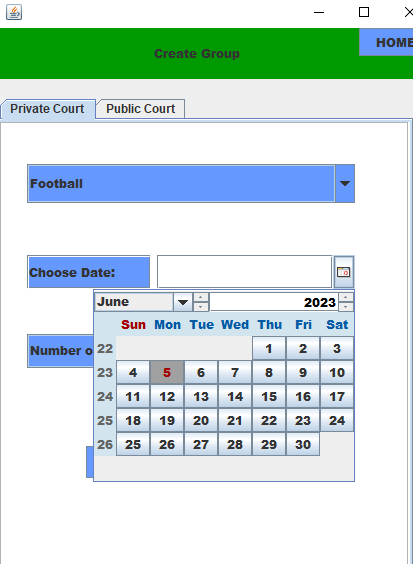 Create Group
HOME
Private Court Public Court
Football
Choose Date:
June 2023
Sun Mon Tue Wed Thu Fri Sat
22 1 2 3
23 4 5 6 7 8 9 10
Number o
24 11 12 13 14 15 16 17
25 18 19 20 21 22 23 24
26 25 26 27 28 29 30